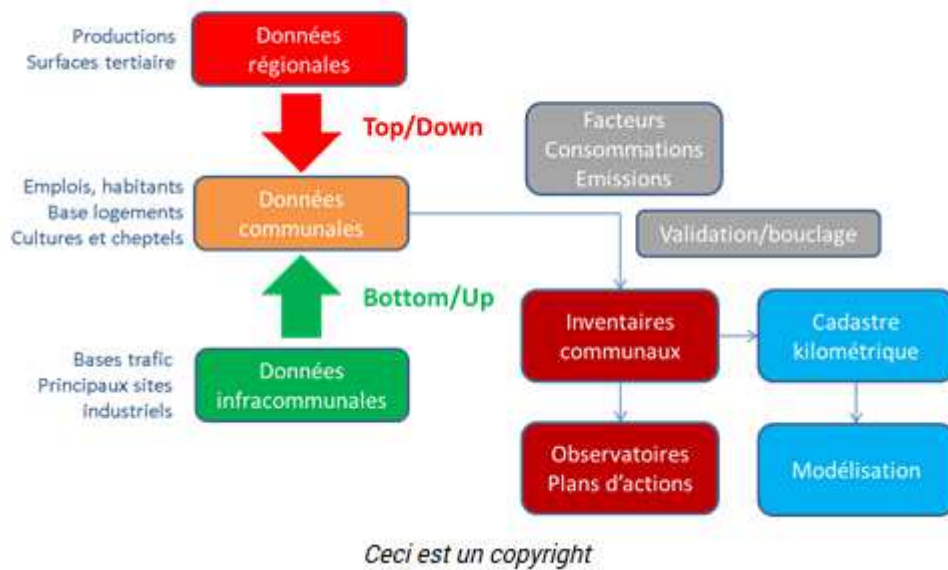 Productions
Surfaces tertiaire
Données
régionales
Top/Down
Facteurs
Consommations
Emissions
Emplois, habitants
Base logements
Cultures et cheptels
Données
communales
Validation/bouclage
Bottom/Up
Inventaires
communaux
Cadastre
kilométrique
Bases trafic
Principaux sites
industriels
Données
infracommunales
Observatoires
Plans d'actions
Modélisation
Ceci est un copyright